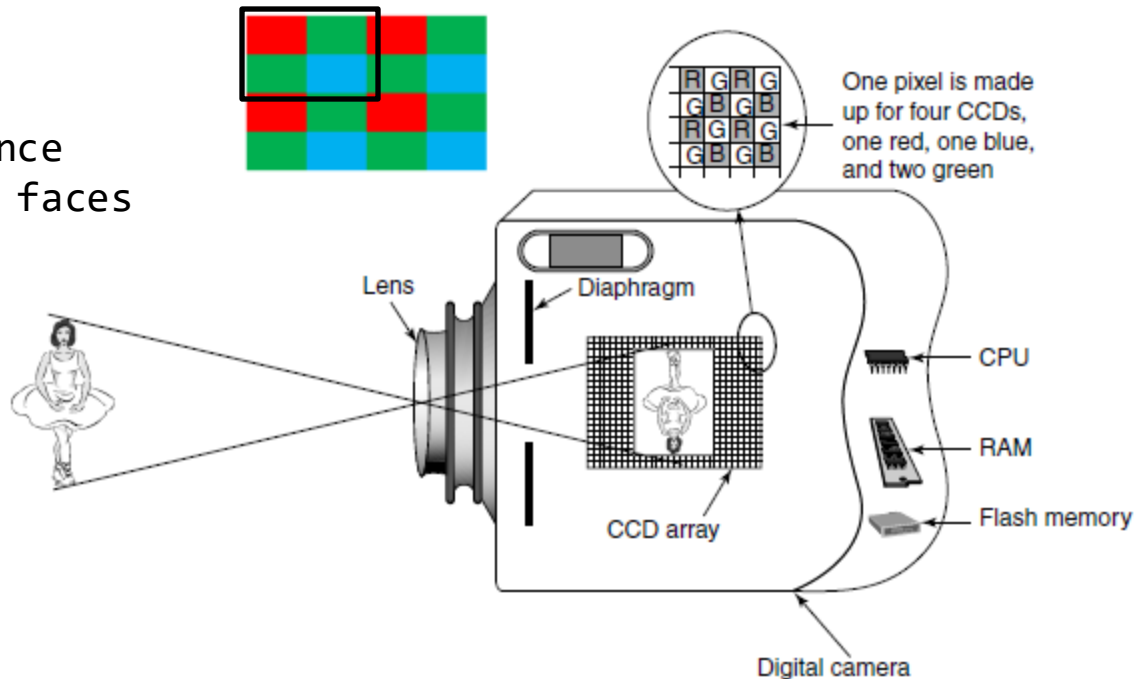 nce
faces
R G R G
G B G B
R G R G
G B G B
One pixel is made
up for four CCDs,
one red, one blue,
and two green
Lens
Diaphragm
CPU
RAM
Flash memory
CCD array
Digital camera